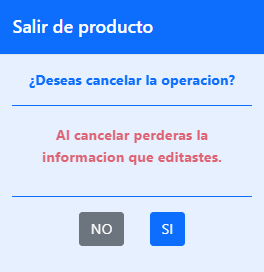 Salir de producto
¿Deseas cancelar la operacion?
Al cancelar perderas la
informacion que editastes.
NO
SI